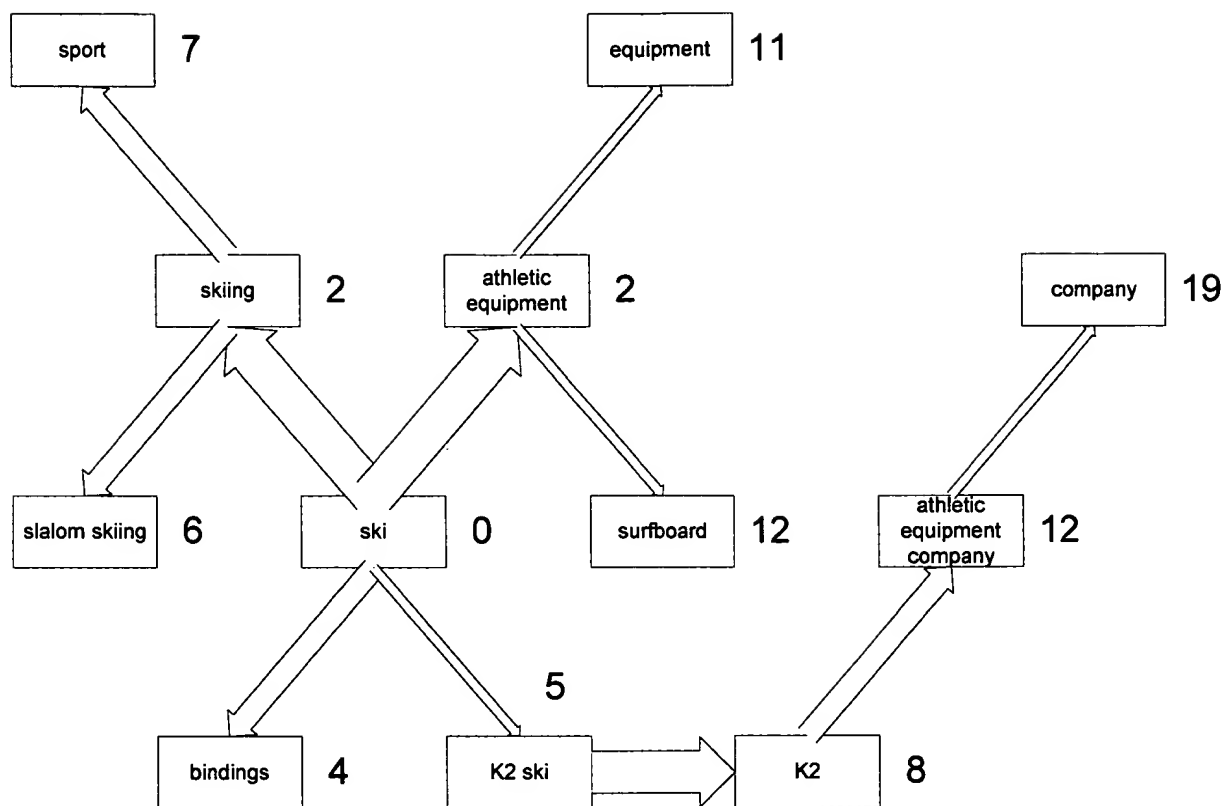 sport 7
equipment 11
skiing 2
athletic
equipment 2
company 19
slalom skiing 6
ski 0
surfboard 12
athletic
equipment
company 12
5
bindings 4
K2 ski
K2 8